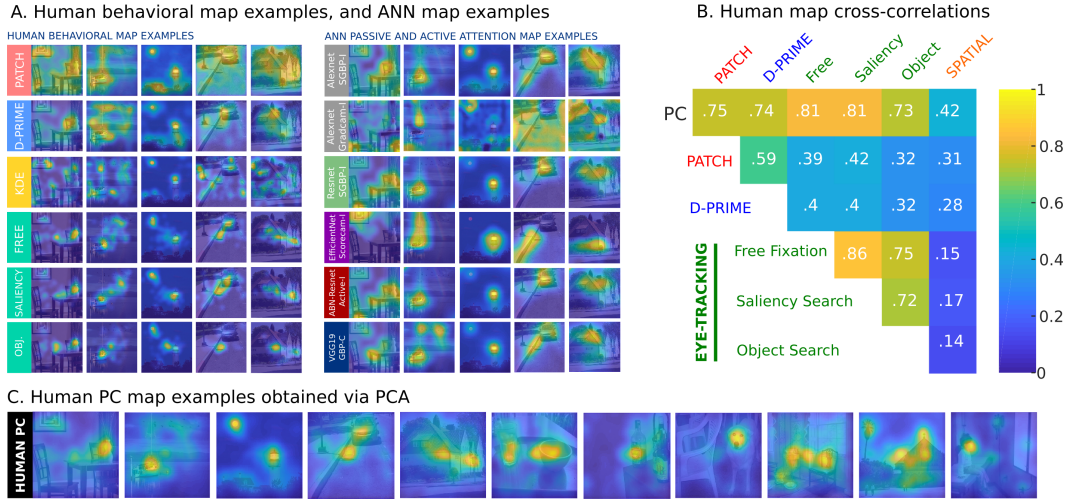 A. Human behavioral map examples, and ANN map examples
HUMAN BEHAVIORAL MAP EXAMPLES
PATCH
D-PRIME
KDE
FREE
SALIENCY
OBJ.
ANN PASSIVE AND ACTIVE ATTENTION MAP EXAMPLES
Alexnet
SGBP-I
Alexnet
Gradcam-I
Resnet
SGBP-I
EfficientNet
Scorecam-I
ABN-Resnet
Active-I
VGG19
GBP-C
B. Human map cross-correlations
PATCH D-PRIME Free Saliency Object SPATIAL
PC .75 .74 .81 .81 .73 .42
PATCH .59 .39 .42 .32 .31
D-PRIME .4 .4 .32 .28
EYE-TRACKING
Free Fixation .86 .75 .15
Saliency Search .72 .17
Object Search .14
1
0.8
0.6
0.4
0.2
0
C. Human PC map examples obtained via PCA
HUMAN PC